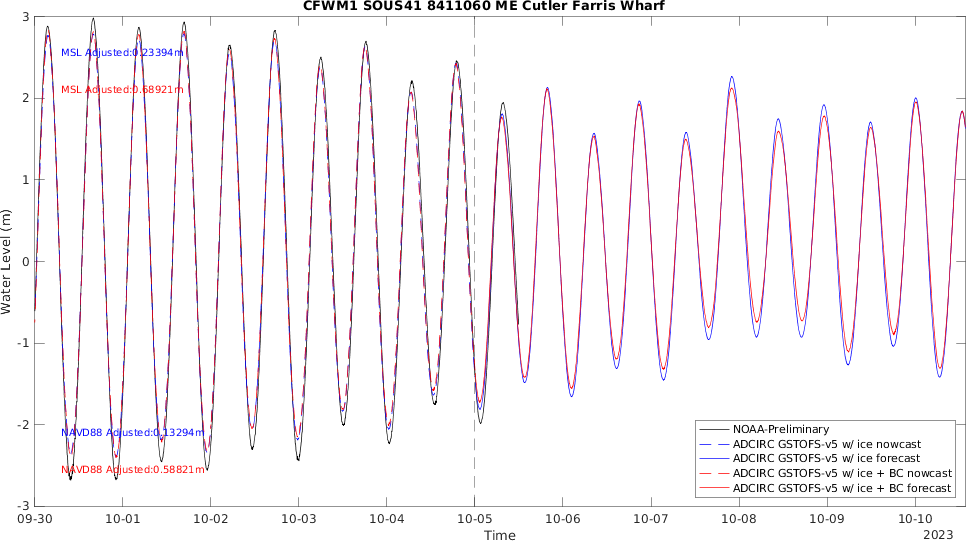 CFWM1 SOUS41 8411060 ME Cutler Farris Wharf
3
MSL Adjusted:0.23394m
MSL Adjusted:0.68921m
2
1
Water Level (m)
0
-1
-2
NAVD88 Adjusted:0.13294m
NAVD88 Adjusted:0.58821m
-3
NOAA-Preliminary
ADCIRC GSTOFS-v5 w/ ice nowcast
ADCIRC GSTOFS-v5 w/ ice forecast
ADCIRC GSTOFS-v5 w/ ice + BC nowcast
ADCIRC GSTOFS-v5 w/ ice + BC forecast
09-30 10-01 10-02 10-03 10-04 10-05 10-06 10-07 10-08 10-09 10-10
Time
2023